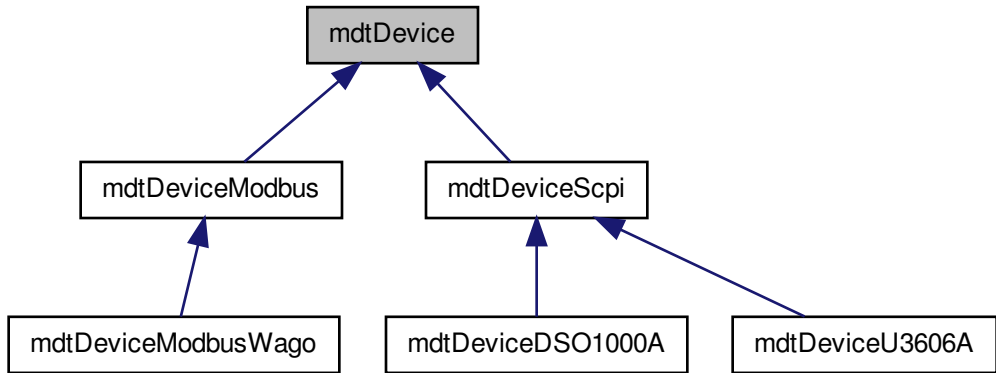 mdtDevice
mdtDeviceModbus
mdtDeviceScpi
mdtDeviceModbusWago
mdtDeviceDSO1000A
mdtDeviceU3606A